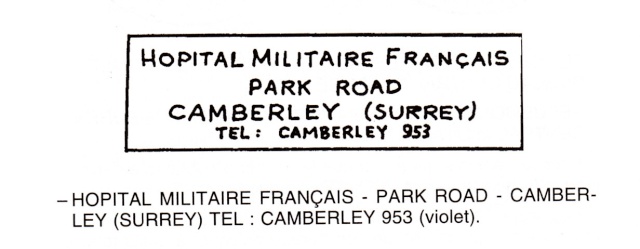 HOPITAL MILITAIRE FRANÇAIS
PARK ROAD
CAMBERLEY (SURREY)
TEL: CAMBERLEY 953
– HOPITAL MILITAIRE FRANÇAIS - PARK ROAD - CAMBER-
LEY (SURREY) TEL : CAMBERLEY 953 (violet).